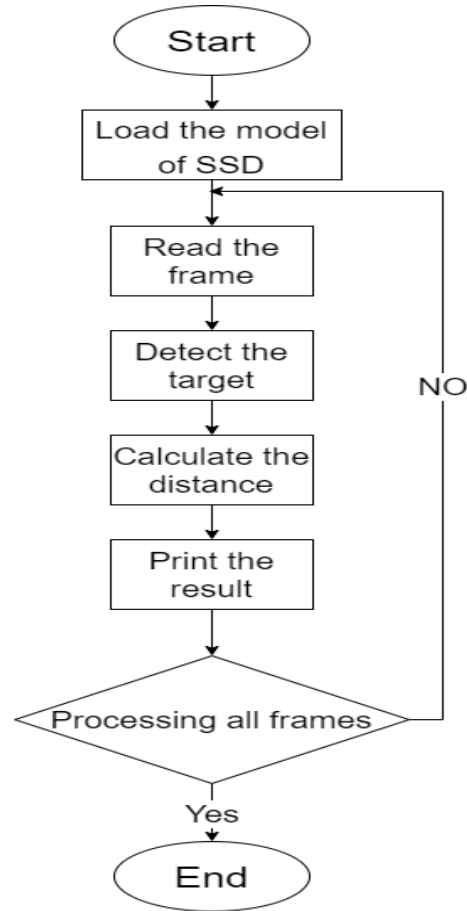 Start
Load the model
of SSD
Read the
frame
Detect the
target
NO
Calculate the
distance
Print the
result
Processing all frames
Yes
End